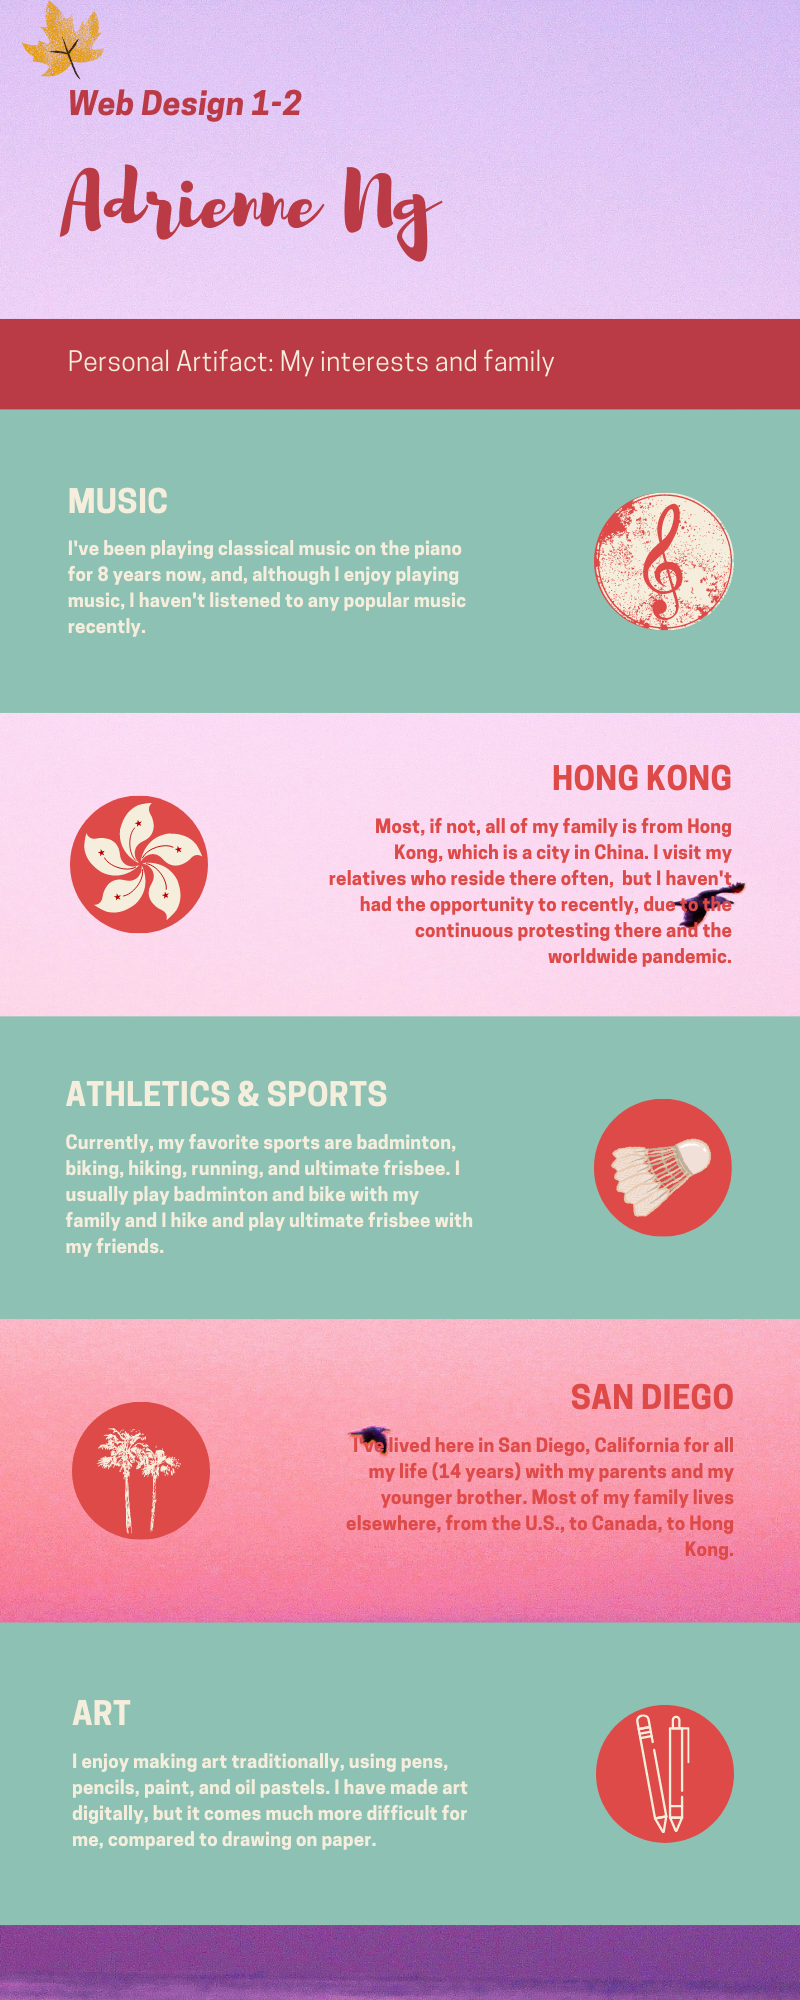 Web Design 1-2
Adrienne Ng
Personal Artifact: My interests and family
MUSIC
I've been playing classical music on the piano
for 8 years now, and, although I enjoy playing
music, I haven't listened to any popular music
recently.
HONG KONG
Most, if not, all of my family is from Hong
Kong, which is a city in China. I visit my
relatives who reside there often,  but I haven't
had the opportunity to recently, due to the
continuous protesting there and the
worldwide pandemic.
ATHLETICS & SPORTS
Currently, my favorite sports are badminton,
biking, hiking, running, and ultimate frisbee. I
usually play badminton and bike with my
family and I hike and play ultimate frisbee with
my friends.
SAN DIEGO
I've lived here in San Diego, California for all
my life (14 years) with my parents and my
younger brother. Most of my family lives
elsewhere, from the U.S., to Canada, to Hong
Kong.
ART
I enjoy making art traditionally, using pens,
pencils, paint, and oil pastels. I have made art
digitally, but it comes much more difficult for
me, compared to drawing on paper.